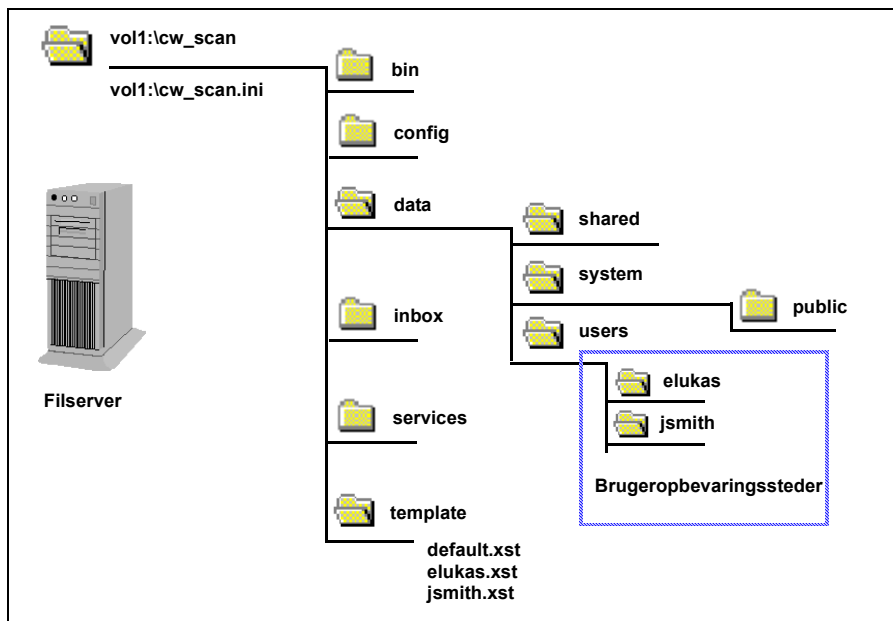 vol1:\cw_scan
vol1:\cw_scan.ini
bin
config
data
shared
system
public
users
elukas
jsmith
Brugeropbevaringssteder
inbox
services
template
default.xst
elukas.xst
jsmith.xst
Filserver